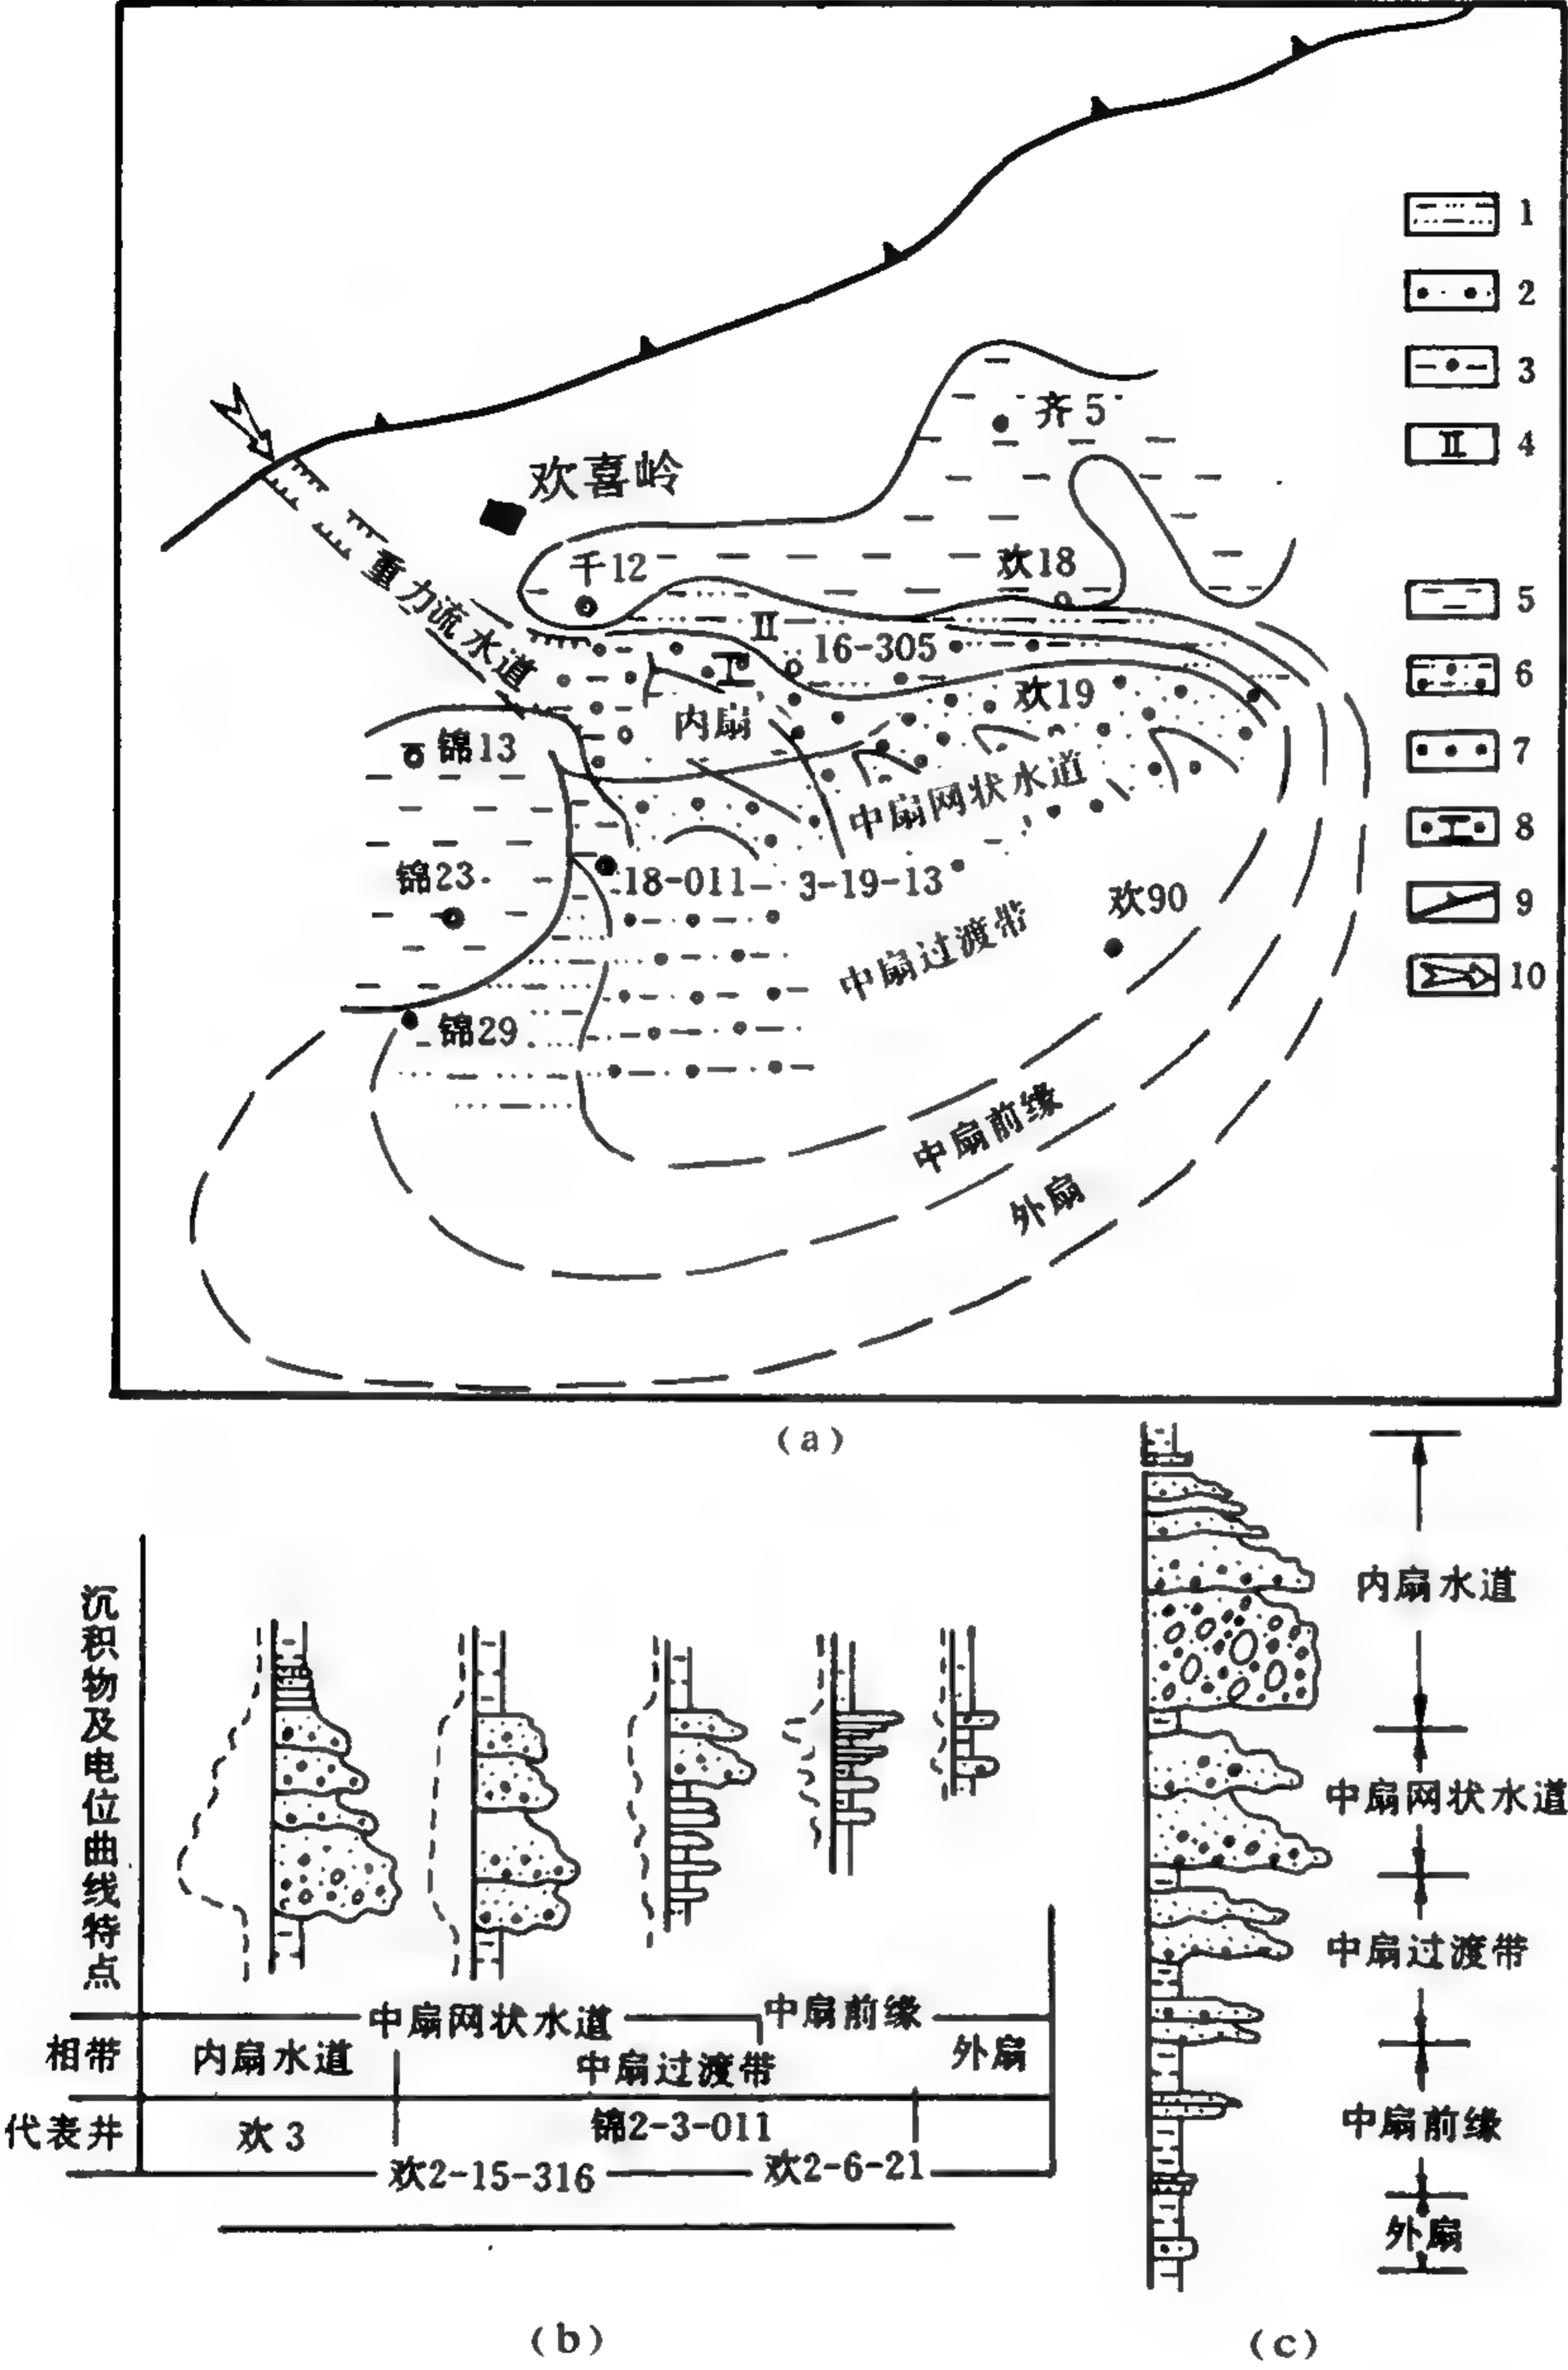 1
2
3
II 4
5
6
7
I 8
9
10
齐5
欢喜岭
千12
欢18
重力流水道
II
16-305
I
欢19
内扇
锦13
中扇网状水道
锦23
18-011
3-19-13
欢90
中扇过渡带
锦29
中扇前缘
外扇
(a)
沉积物及电位曲线特点
相带
内扇水道
中扇网状水道
中扇过渡带
中扇前缘
外扇
代表井
欢3
欢2-15-316
锦2-3-011
欢2-6-21
(b)
内扇水道
中扇网状水道
中扇过渡带
中扇前缘
外扇
(c)